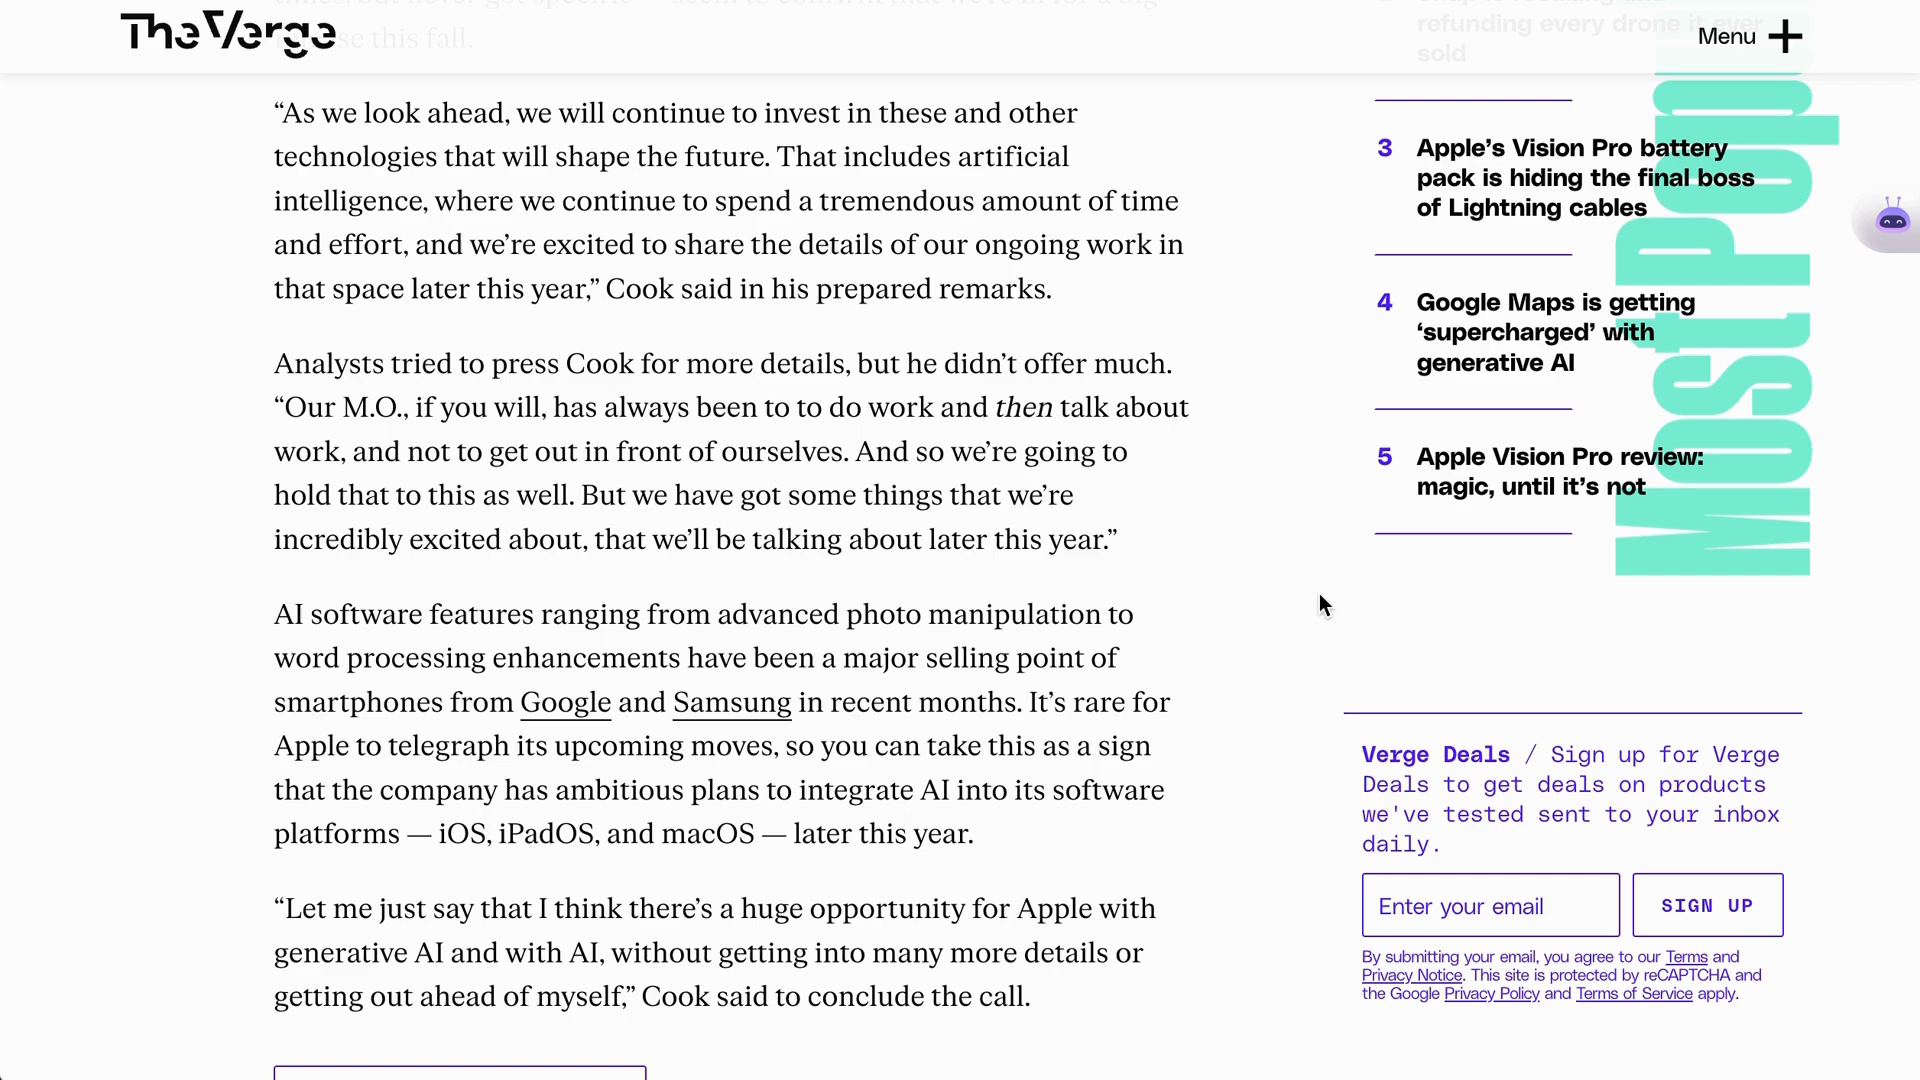 The Verge
Menu
se this fall.
“As we look ahead, we will continue to invest in these and other
technologies that will shape the future. That includes artificial
intelligence, where we continue to spend a tremendous amount of time
and effort, and we’re excited to share the details of our ongoing work in
that space later this year,” Cook said in his prepared remarks.
Analysts tried to press Cook for more details, but he didn’t offer much.
“Our M.O., if you will, has always been to to do work and then talk about
work, and not to get out in front of ourselves. And so we’re going to
hold that to this as well. But we have got some things that we’re
incredibly excited about, that we’ll be talking about later this year.”
AI software features ranging from advanced photo manipulation to
word processing enhancements have been a major selling point of
smartphones from Google and Samsung in recent months. It’s rare for
Apple to telegraph its upcoming moves, so you can take this as a sign
that the company has ambitious plans to integrate AI into its software
platforms — iOS, iPadOS, and macOS — later this year.
“Let me just say that I think there’s a huge opportunity for Apple with
generative AI and with AI, without getting into many more details or
getting out ahead of myself,” Cook said to conclude the call.
Most Pop
refunding every drone it ever
sold
3 Apple’s Vision Pro battery
pack is hiding the final boss
of Lightning cables
4 Google Maps is getting
‘supercharged’ with
generative AI
5 Apple Vision Pro review:
magic, until it’s not
Verge Deals / Sign up for Verge
Deals to get deals on products
we've tested sent to your inbox
daily.
Enter your email
SIGN UP
By submitting your email, you agree to our Terms and
Privacy Notice. This site is protected by reCAPTCHA and
the Google Privacy Policy and Terms of Service apply.